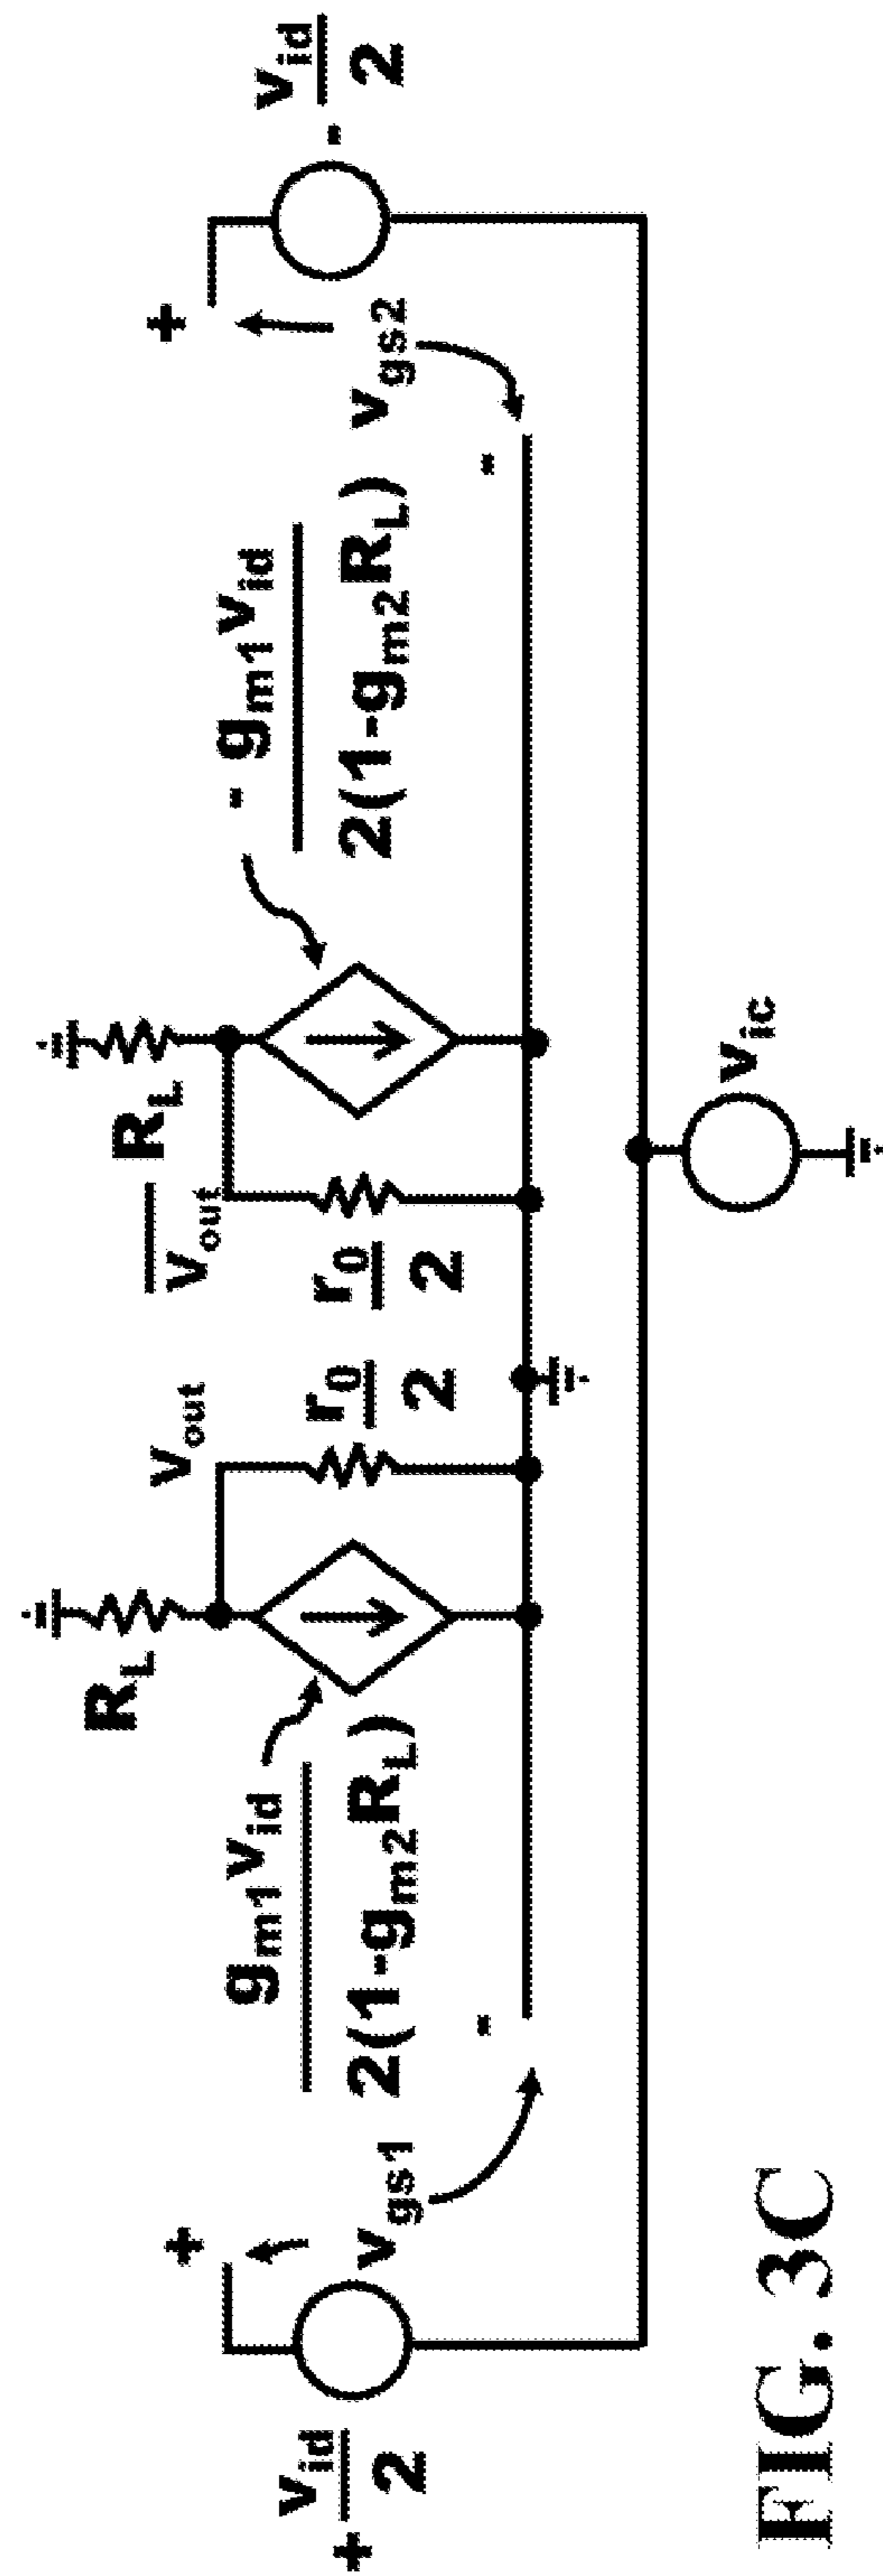 R_L
V_out
\overline{V_out}
R_L
+
g_m1 v_id
2(1-g_m2 R_L)
r_0
2
r_0
2
- g_m1 v_id
2(1-g_m2 R_L)
+
+ v_id
2
v_gs1
-
-
v_gs2
- v_id
2
v_ic
FIG. 3C